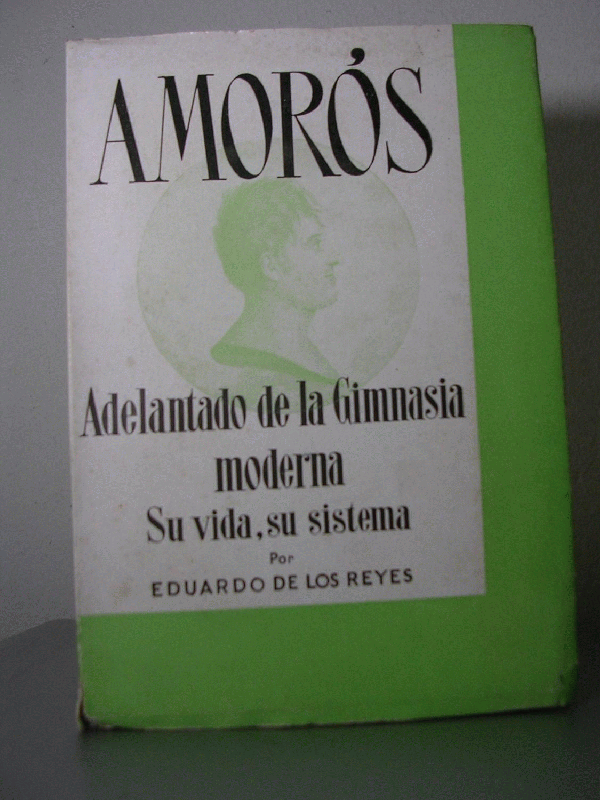 AMORÓS
Adelantado de la Gimnasia
moderna
Su vida, su sistema
Por
EDUARDO DE LOS REYES